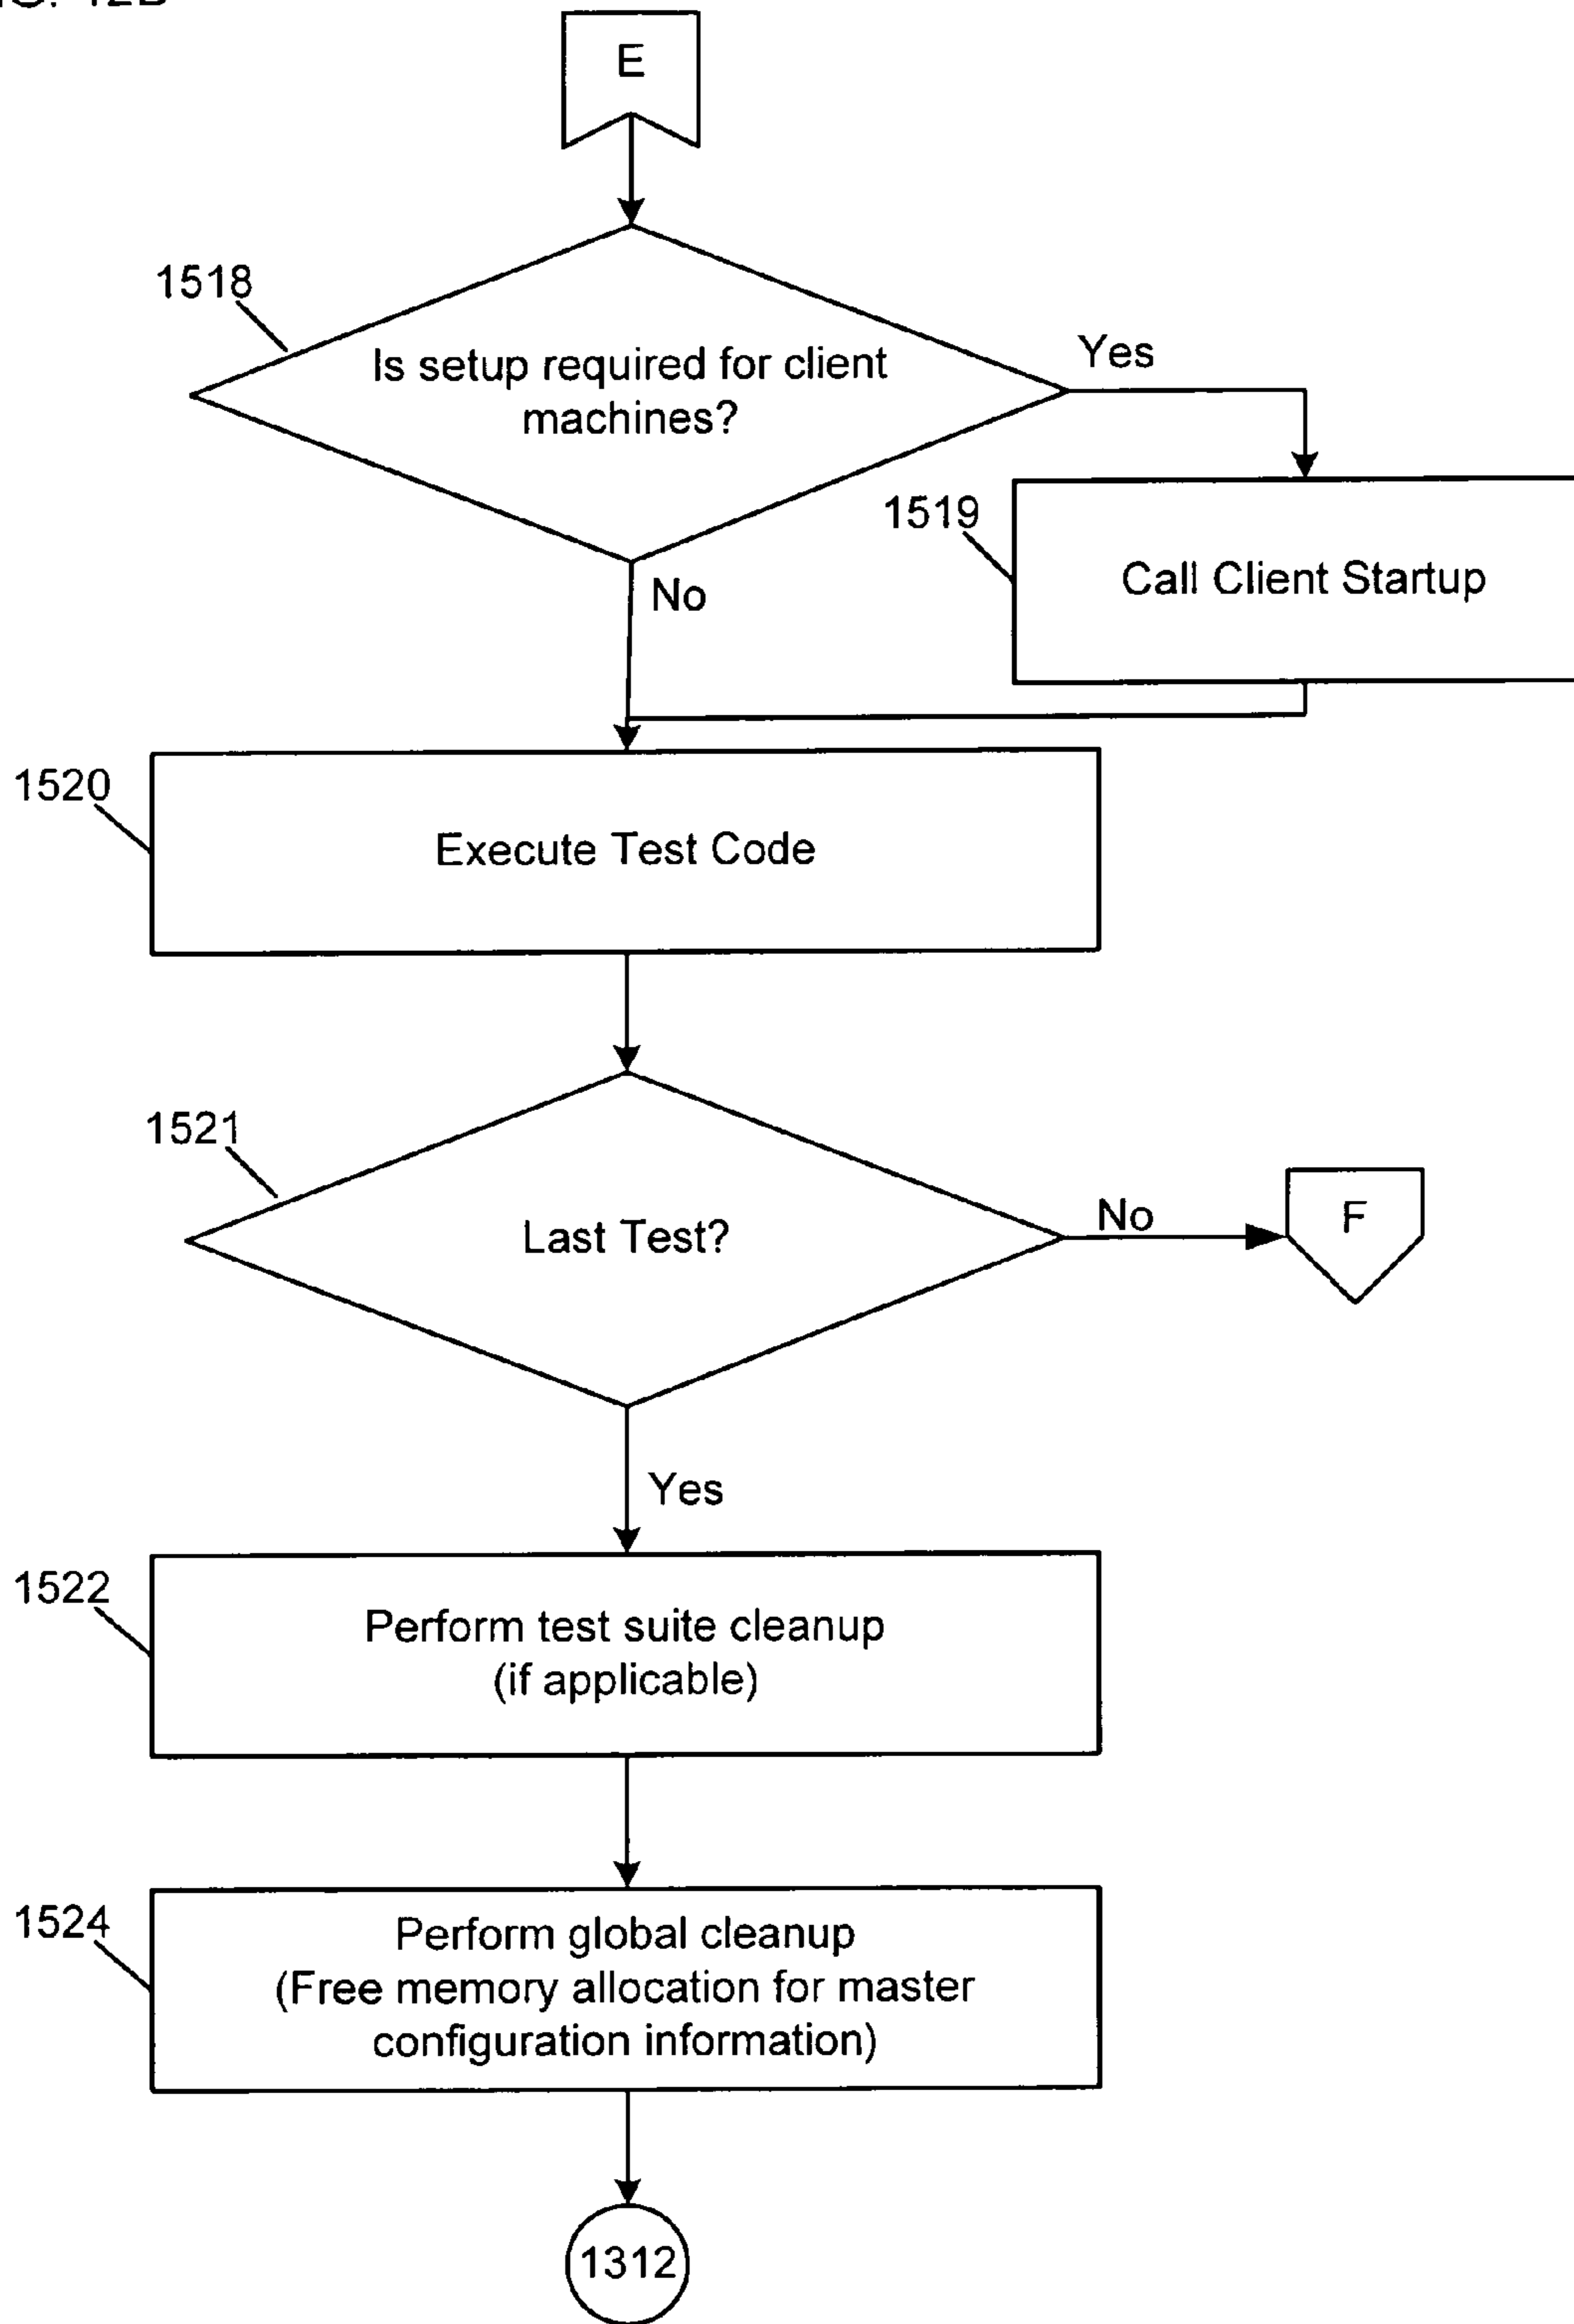 E
1518
Is setup required for client
machines?
Yes
1519
Call Client Startup
No
1520
Execute Test Code
1521
Last Test?
No
F
Yes
1522
Perform test suite cleanup
(if applicable)
1524
Perform global cleanup
(Free memory allocation for master
configuration information)
1312